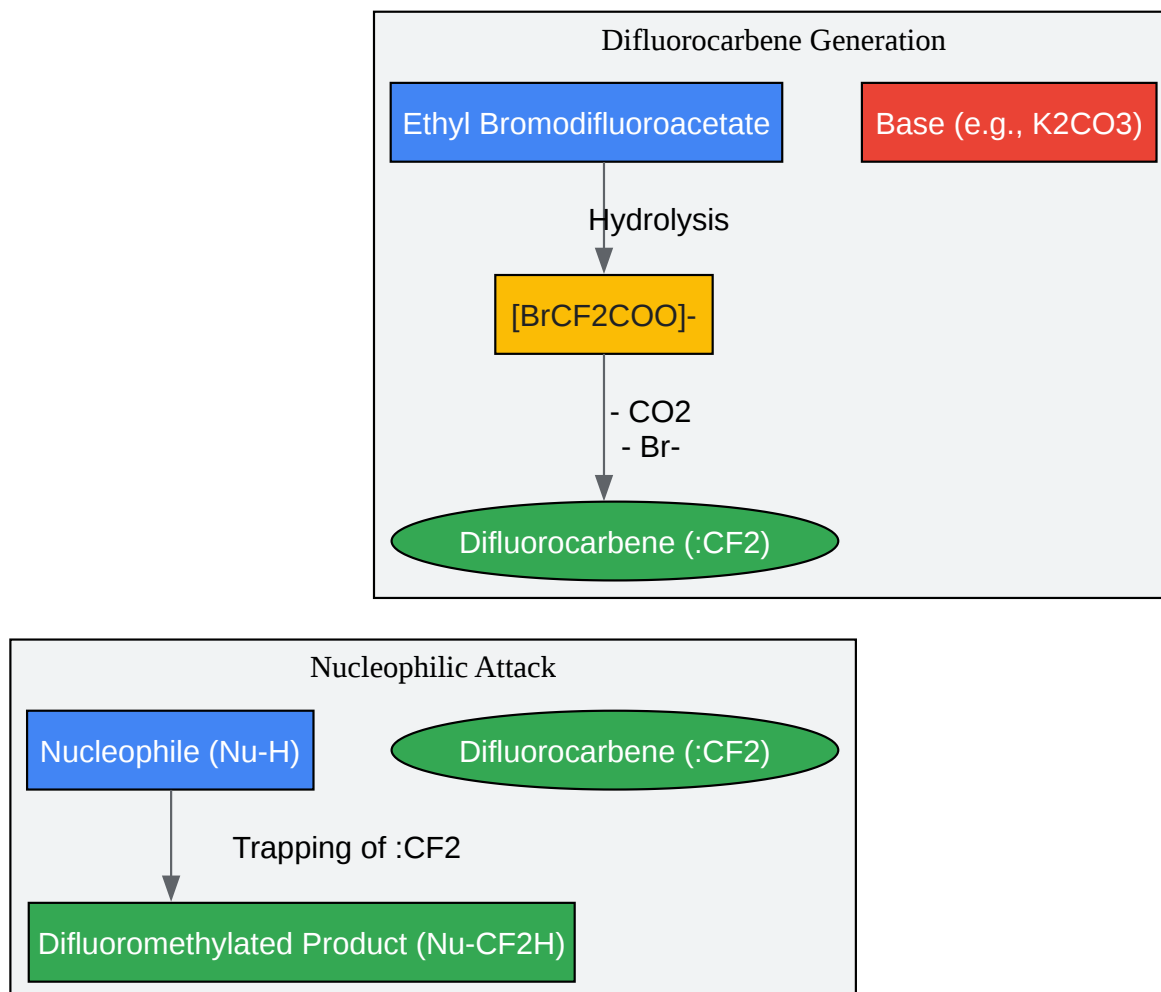 Difluorocarbene Generation
Ethyl Bromodifluoroacetate
Base (e.g., K2CO3)
Hydrolysis
[BrCF2COO]-
- CO2
- Br-
Difluorocarbene (:CF2)
Nucleophilic Attack
Nucleophile (Nu-H)
Difluorocarbene (:CF2)
Trapping of :CF2
Difluoromethylated Product (Nu-CF2H)